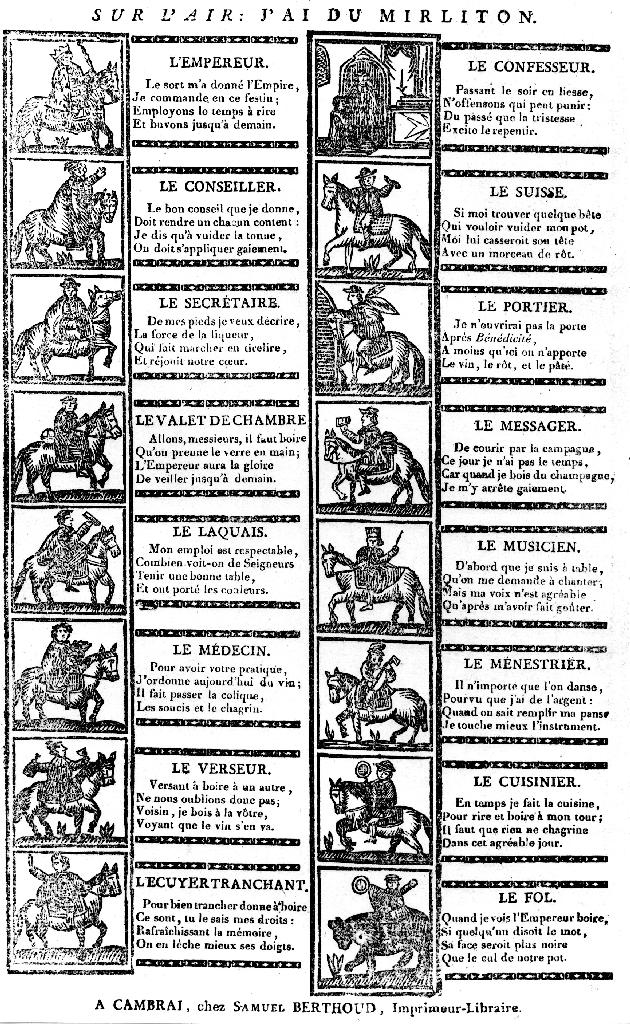 SUR L'AIR: J'AI DU MIRLITON.
L'EMPEREUR.
Le sort m'a donné l'Empire,
Je commande en ce festin;
Employons le temps à rire
Et buvons jusqu'à demain.
LE CONSEILLER.
Le bon conseil que je donne,
Doit rendre un chacun content:
Je dis qu'à vuider la tonne,
On doit s'appliquer gaiement.
LE SECRÉTAIRE.
De mes pieds je veux décrire,
La force de la liqueur,
Qui fait marcher en tirelire,
Et réjouit notre cœur.
LE VALET DE CHAMBRE
Allons, messieurs, il faut boire
Qu'on prenne le verre en main;
L'Empereur aura la gloire
De veiller jusqu'à demain.
LE LAQUAIS.
Mon emploi est respectable,
Combien voit-on de Seigneurs
Tenir une bonne table,
Et ont porté les couleurs.
LE MÉDECIN.
Pour avoir votre pratique,
J'ordonne aujourd'hui du vin;
Il fait passer la colique,
Les soucis et le chagrin.
LE VERSEUR.
Versant à boire à un autre,
Ne nous oublions donc pas;
Voisin, je bois à la vôtre,
Voyant que le vin s'en va.
L'ECUYER TRANCHANT.
Pour bien trancher donne à boire
Ce sont, tu le sais mes droits:
Rafraîchissant la mémoire,
On en lèche mieux ses doigts.
LE CONFESSEUR.
Passant le soir en liesse,
N'offensons qui peut punir:
Du passé que la tristesse
Excite le repentir.
LE SUISSE.
Si moi trouver quelque bête
Qui vouloir vuider mon pot,
Moi lui casseroit son tête
Avec un morceau de rôt.
LE PORTIER.
Je n'ouvrirai pas la porte
Après Bénédicité,
A moins qu'ici on n'apporte
Le vin, le rôt, et le pâté.
LE MESSAGER.
De courir par la campagne,
Ce jour je n'ai pas le temps,
Car quand je bois du champagne,
Je m'y arrête gaiement.
LE MUSICIEN.
D'abord que je suis à table,
Qu'on me demande à chanter;
Mais ma voix n'est agréable
Qu'après m'avoir fait goûter.
LE MÉNESTRIER.
Il n'importe que l'on danse,
Pourvu que j'ai de l'argent:
Quand on sait remplir ma panse
Je touche mieux l'instrument.
LE CUISINIER.
En temps je fait la cuisine,
Pour rire et boire à mon tour;
Il faut que rien ne chagrine
Dans cet agréable jour.
LE FOL.
Quand je vois l'Empereur boire,
Si quelqu'un disoit le mot,
Sa face seroit plus noire
Que le cul de notre pot.
A CAMBRAI, chez SAMUEL BERTHOUD, Imprimeur-Libraire.